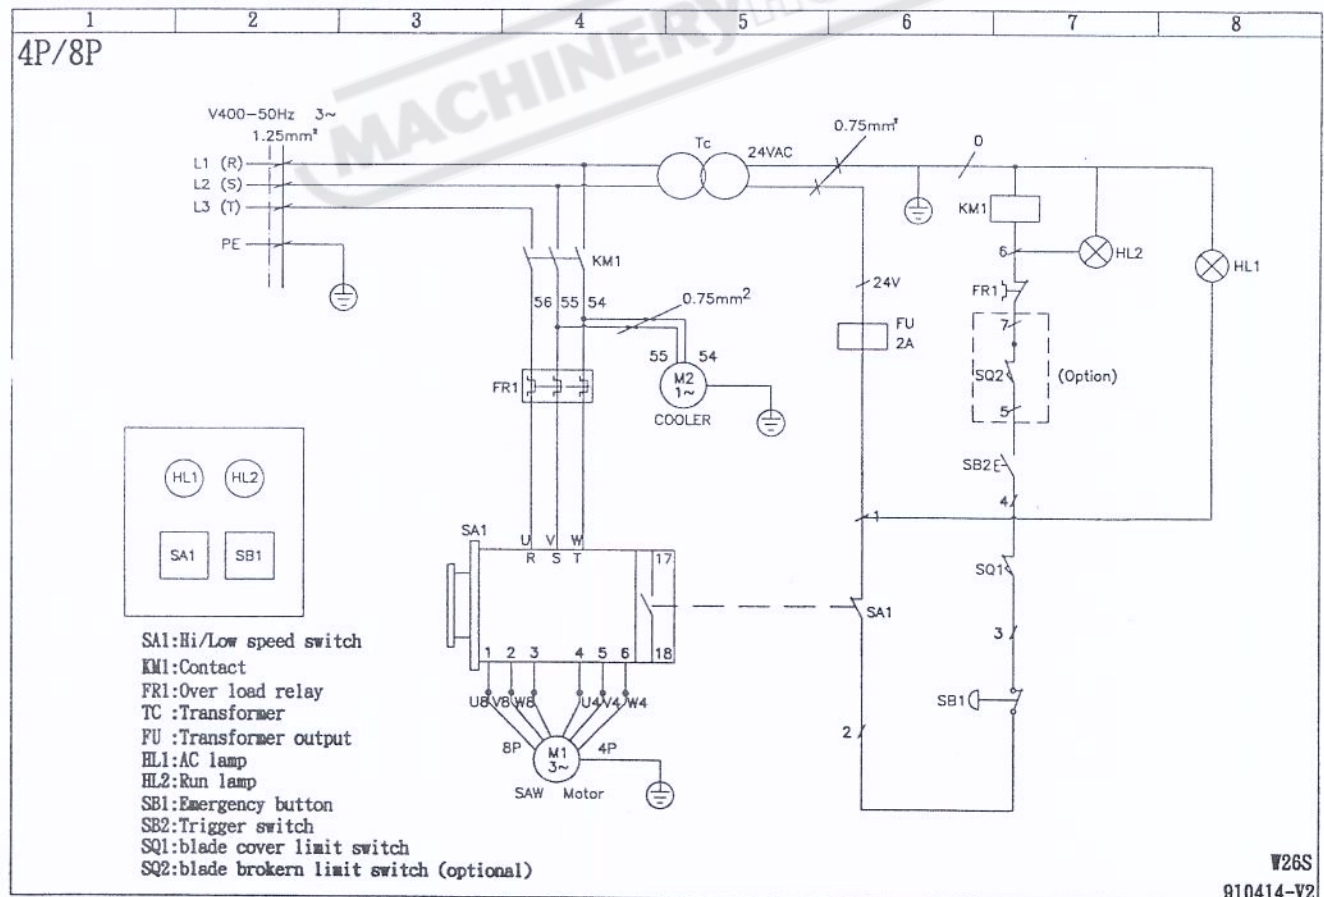 1 2 3 4 5 6 7 8
4P/8P
MACHINERYH
V400-50Hz 3~
1.25mm²
L1 (R)
L2 (S)
L3 (T)
PE
Tc
24VAC
0.75mm²
0
KM1
6
HL2
HL1
KM1
56 55 54
0.75mm²
24V
FU
2A
FR1
7
SQ2
(Option)
5
FR1
55 54
M2
1~
COOLER
SB2
4
1
HL1 HL2
SA1 SB1
SA1
U V W
R S T
17
SQ1
SA1
3
1 2 3 4 5 6 18
U8 V8 W8 U4 V4 W4
SB1
2
8P 4P
M1
3~
SAW Motor
SA1:Hi/Low speed switch
KM1:Contact
FR1:Over load relay
TC :Transformer
FU :Transformer output
HL1:AC lamp
HL2:Run lamp
SB1:Emergency button
SB2:Trigger switch
SQ1:blade cover limit switch
SQ2:blade brokern limit switch (optional)
W26S
910414-V2